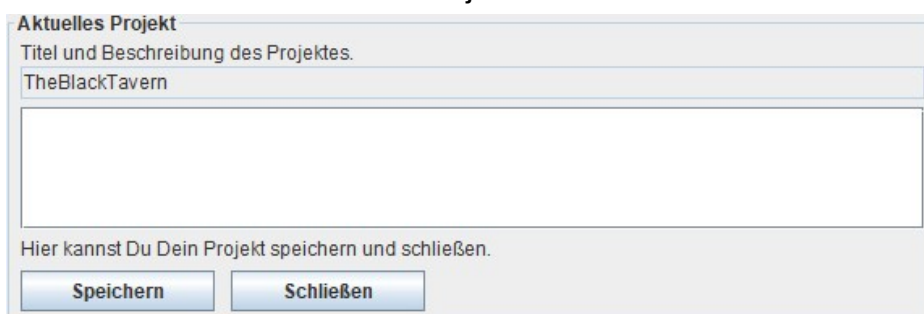 Aktuelles Projekt
Titel und Beschreibung des Projektes.
TheBlackTavern
Hier kannst Du Dein Projekt speichern und schließen.
Speichern Schließen